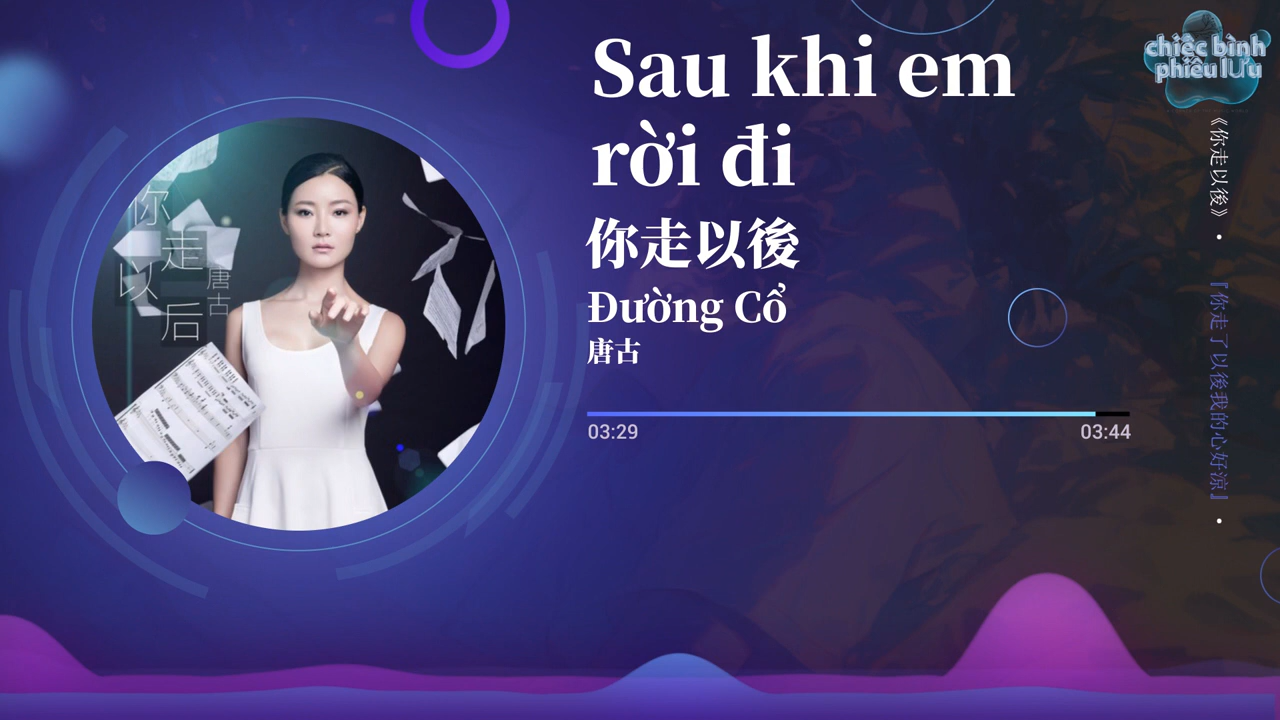 Sau khi em
rời đi
你走以後
Đường Cổ
唐古
03:29
03:44
你
走
以
后
唐
古
chiếc bình
phiêu lưu
《你走以後》 •
『你走了以後我的心好涼』 •